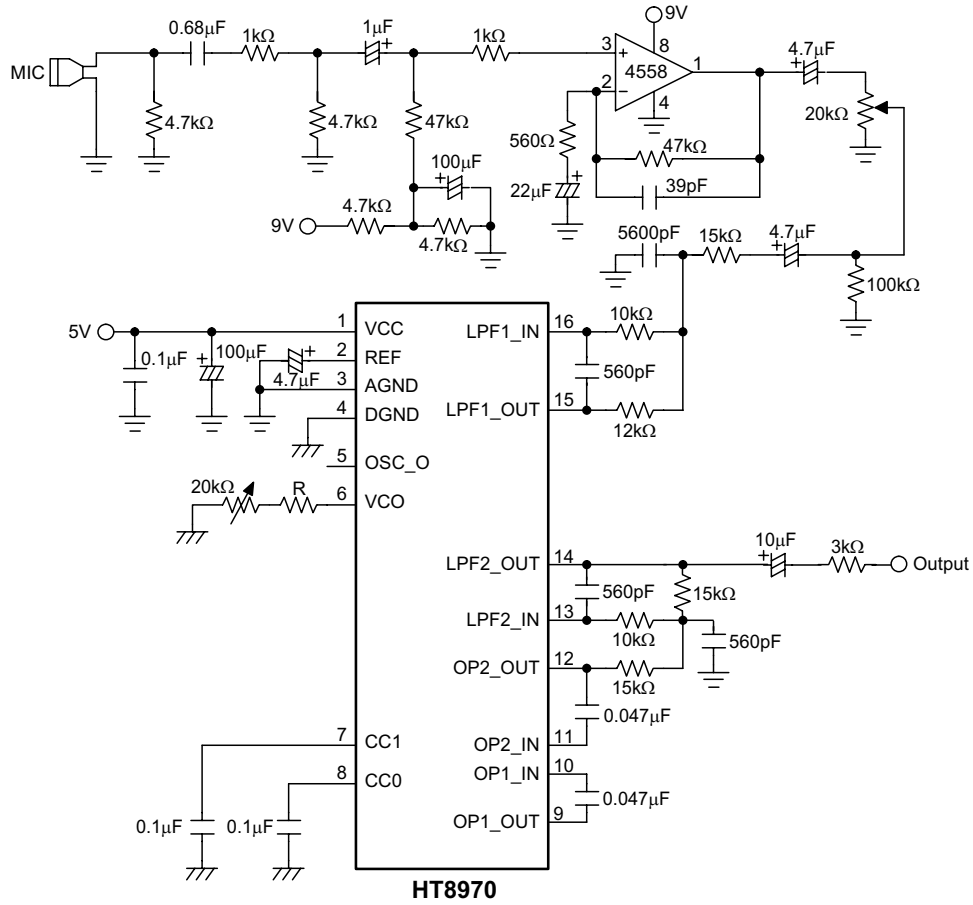 9V
0.68μF
1kΩ
1μF
+
1kΩ
3
+
8
4558
1
2
−
4
4.7μF
+
20kΩ
MIC
4.7kΩ
4.7kΩ
47kΩ
560Ω
47kΩ
100μF
+
22μF
+
39pF
9V
4.7kΩ
4.7kΩ
5600pF
15kΩ
4.7μF
+
100kΩ
5V
0.1μF
100μF
+
4.7μF
+
1
VCC
2
REF
3
AGND
4
DGND
5
OSC_O
20kΩ
R
6
VCO
7
CC1
8
CC0
0.1μF
0.1μF
LPF1_IN
16
10kΩ
560pF
LPF1_OUT
15
12kΩ
LPF2_OUT
14
10μF
+
3kΩ
Output
560pF
15kΩ
LPF2_IN
13
10kΩ
560pF
OP2_OUT
12
15kΩ
0.047μF
OP2_IN
11
OP1_IN
10
0.047μF
OP1_OUT
9
HT8970